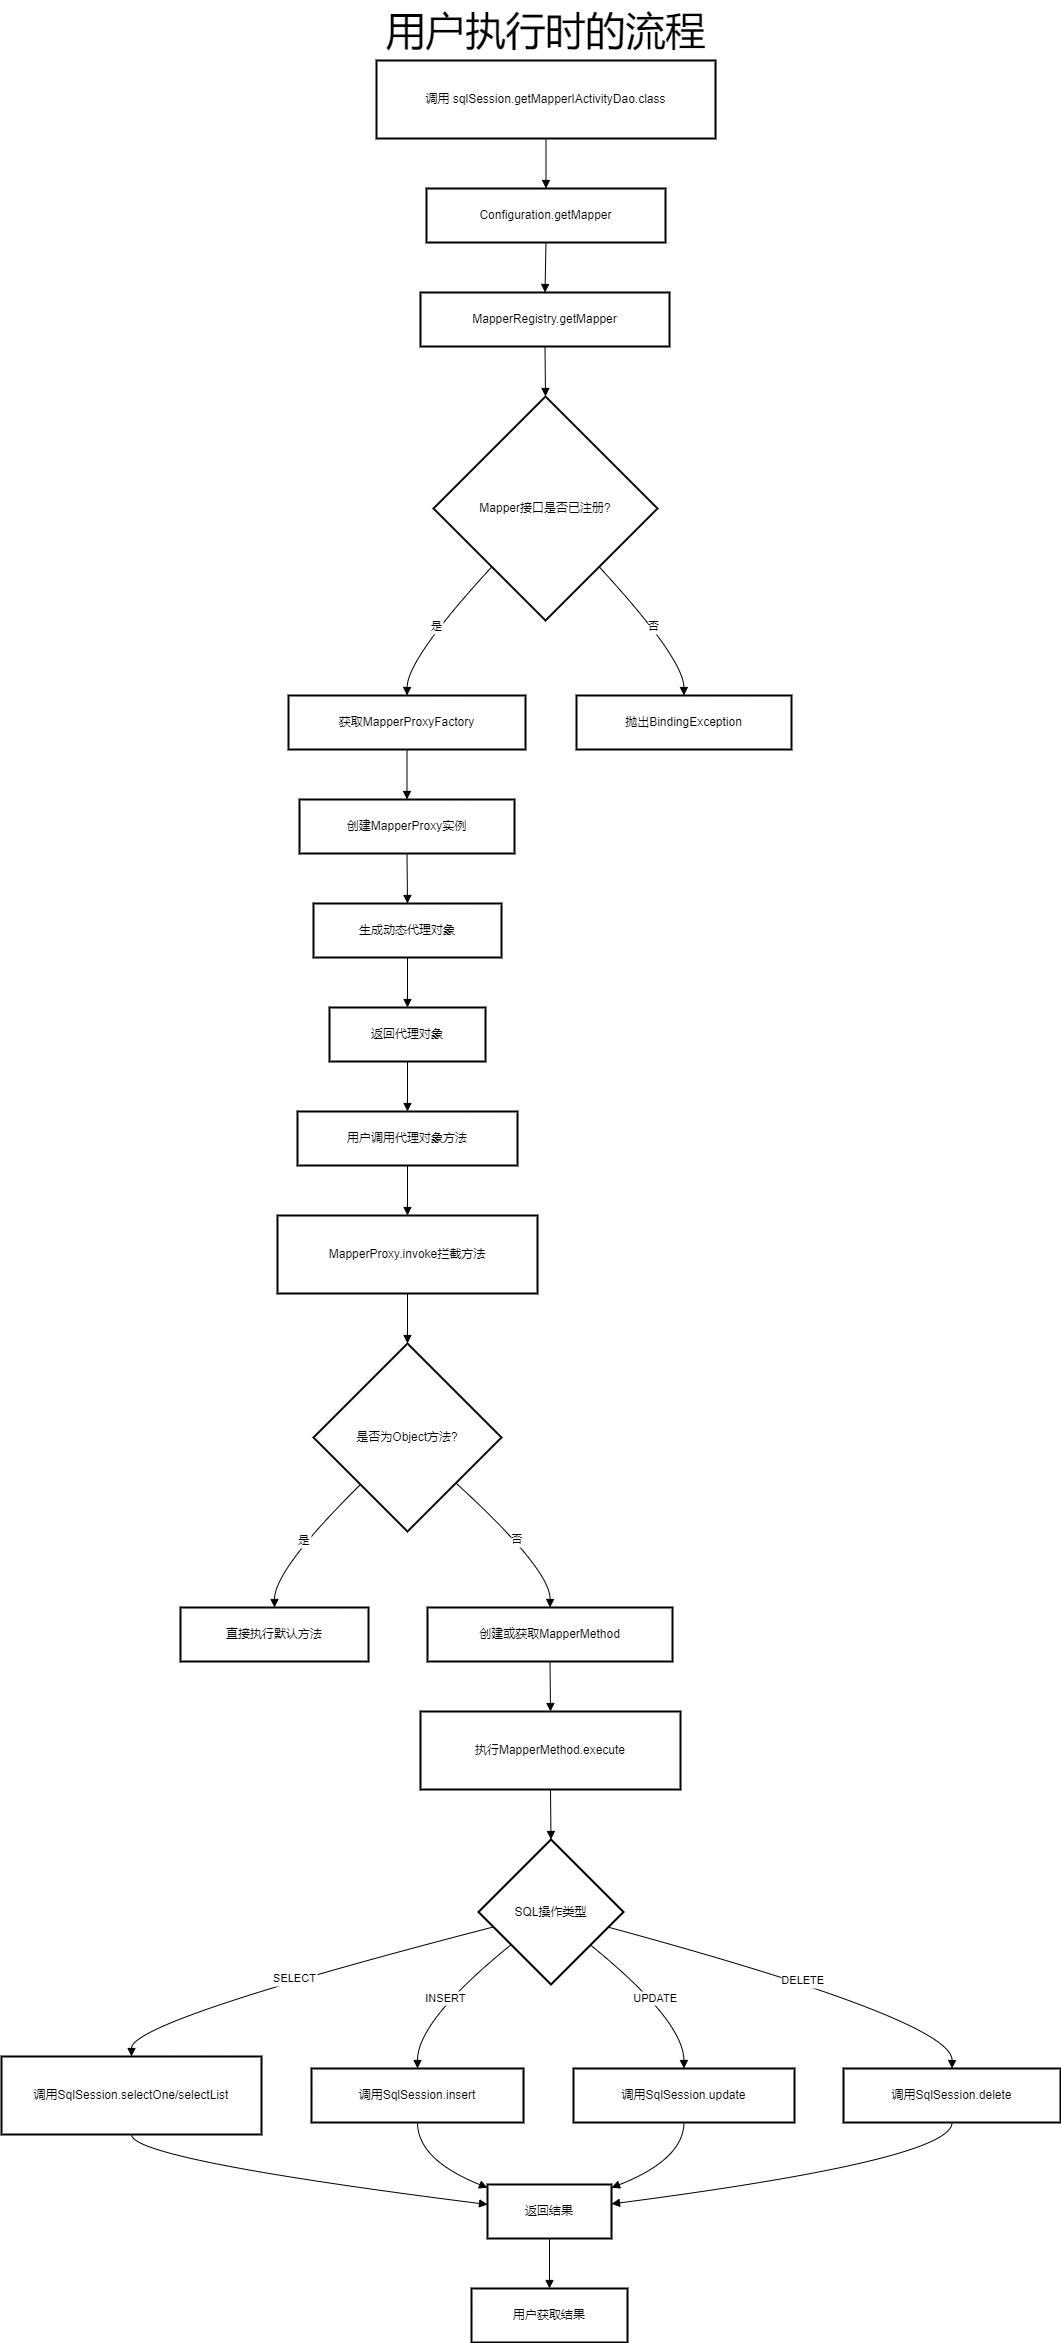 用户执行时的流程
调用 sqlSession.getMapperIActivityDao.class
Configuration.getMapper
MapperRegistry.getMapper
Mapper接口是否已注册?
是
否
获取MapperProxyFactory
抛出BindingException
创建MapperProxy实例
生成动态代理对象
返回代理对象
用户调用代理对象方法
MapperProxy.invoke拦截方法
是否为Object方法?
是
否
直接执行默认方法
创建或获取MapperMethod
执行MapperMethod.execute
SQL操作类型
SELECT
INSERT
UPDATE
DELETE
调用SqlSession.selectOne/selectList
调用SqlSession.insert
调用SqlSession.update
调用SqlSession.delete
返回结果
用户获取结果